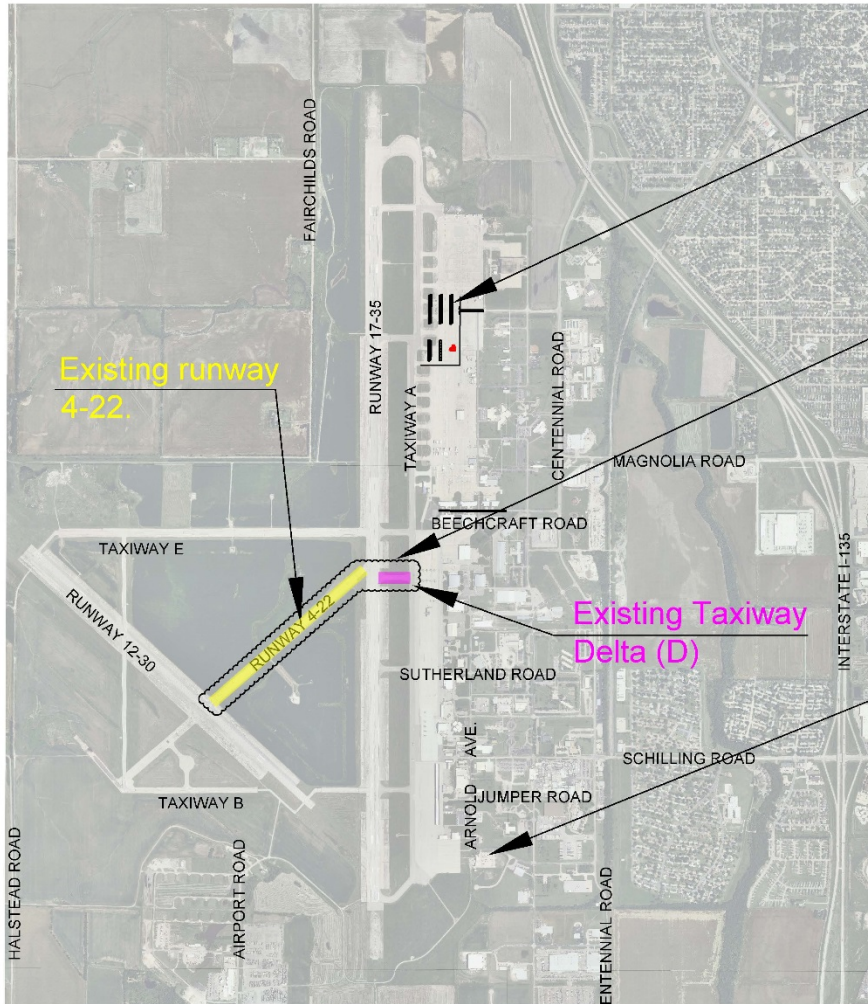 FAIRCHILDS ROAD
RUNWAY 17-35
Existing runway
4-22.
TAXIWAY A
CENTENNIAL ROAD
MAGNOLIA ROAD
BEECHCRAFT ROAD
TAXIWAY E
RUNWAY 4-22
Existing Taxiway
Delta (D)
INTERSTATE I-135
RUNWAY 12-30
SUTHERLAND ROAD
SCHILLING ROAD
ARNOLD AVE.
JUMPER ROAD
TAXIWAY B
HALSTEAD ROAD
AIRPORT ROAD
ENTENNIAL ROAD